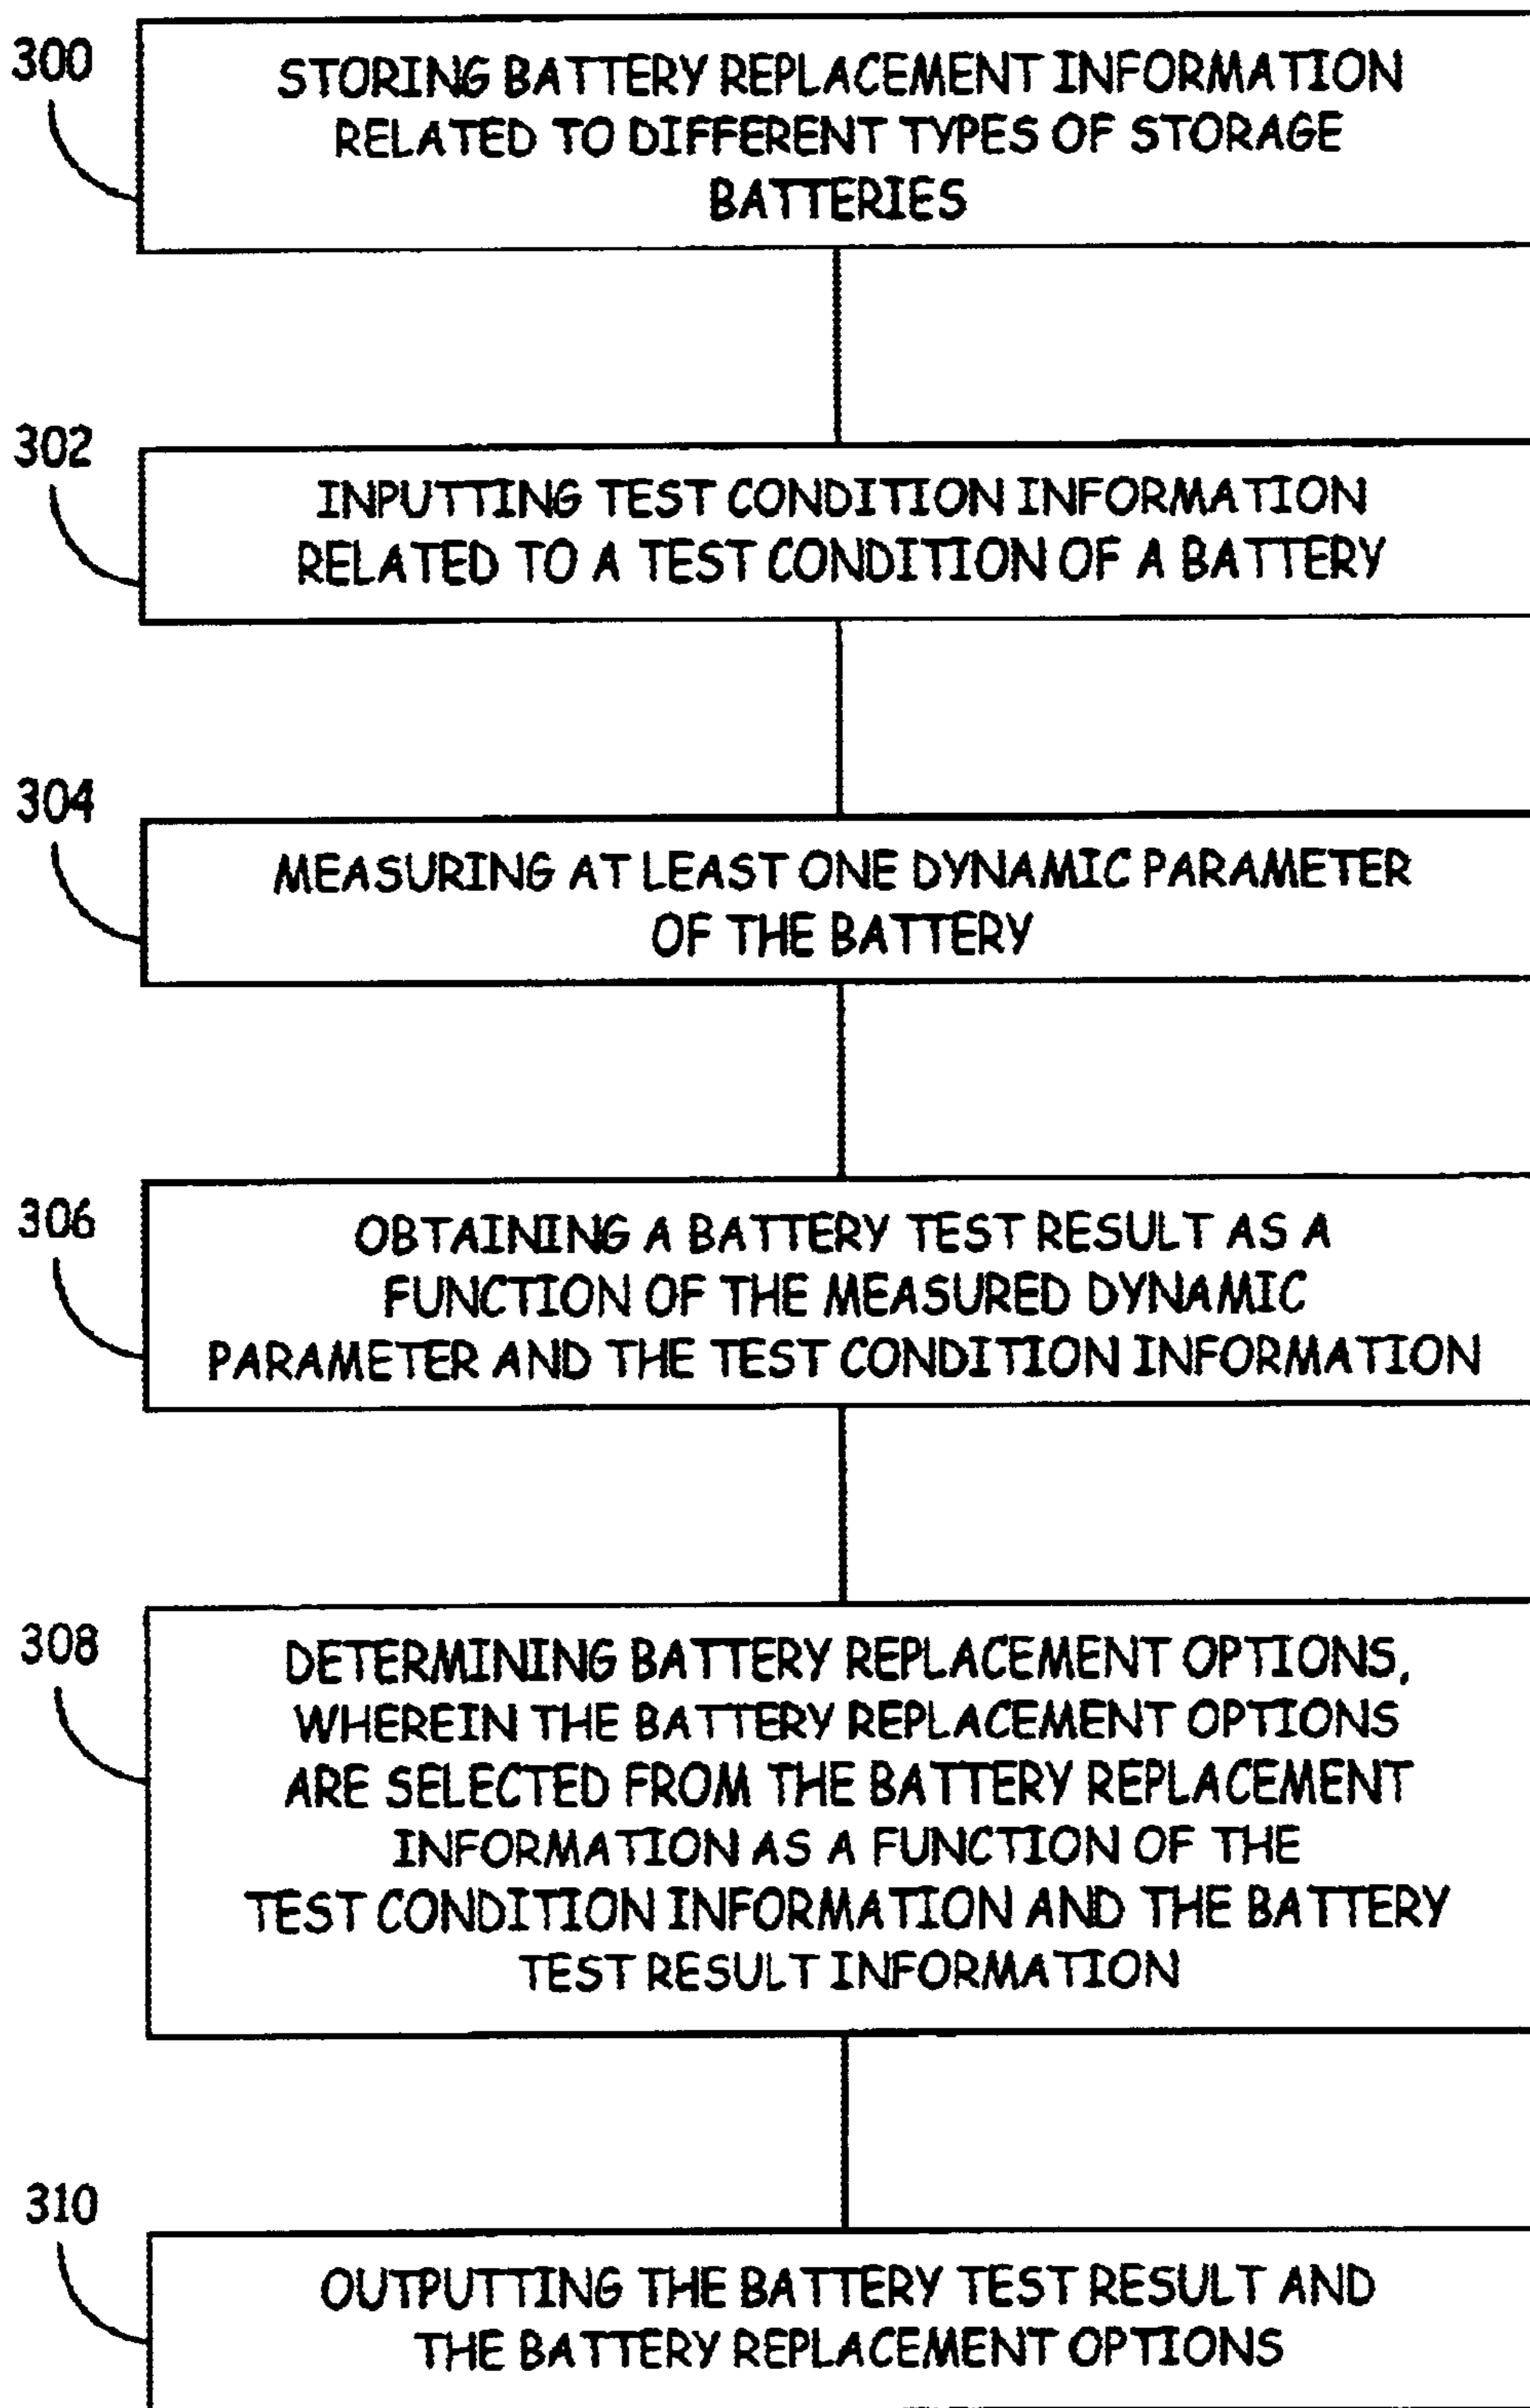 300
STORING BATTERY REPLACEMENT INFORMATION
RELATED TO DIFFERENT TYPES OF STORAGE
BATTERIES
302
INPUTTING TEST CONDITION INFORMATION
RELATED TO A TEST CONDITION OF A BATTERY
304
MEASURING AT LEAST ONE DYNAMIC PARAMETER
OF THE BATTERY
306
OBTAINING A BATTERY TEST RESULT AS A
FUNCTION OF THE MEASURED DYNAMIC
PARAMETER AND THE TEST CONDITION INFORMATION
308
DETERMINING BATTERY REPLACEMENT OPTIONS,
WHEREIN THE BATTERY REPLACEMENT OPTIONS
ARE SELECTED FROM THE BATTERY REPLACEMENT
INFORMATION AS A FUNCTION OF THE
TEST CONDITION INFORMATION AND THE BATTERY
TEST RESULT INFORMATION
310
OUTPUTTING THE BATTERY TEST RESULT AND
THE BATTERY REPLACEMENT OPTIONS